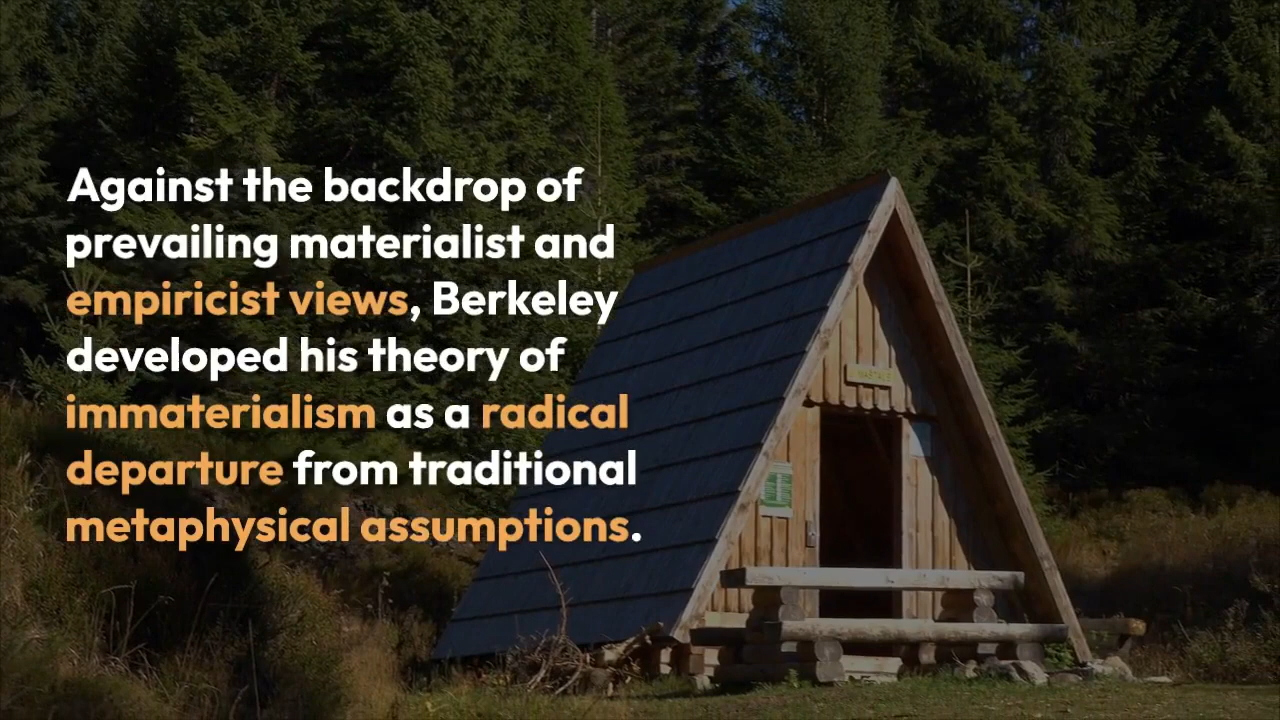 Against the backdrop of
prevailing materialist and
empiricist views, Berkeley
developed his theory of
immaterialism as a radical
departure from traditional
metaphysical assumptions.